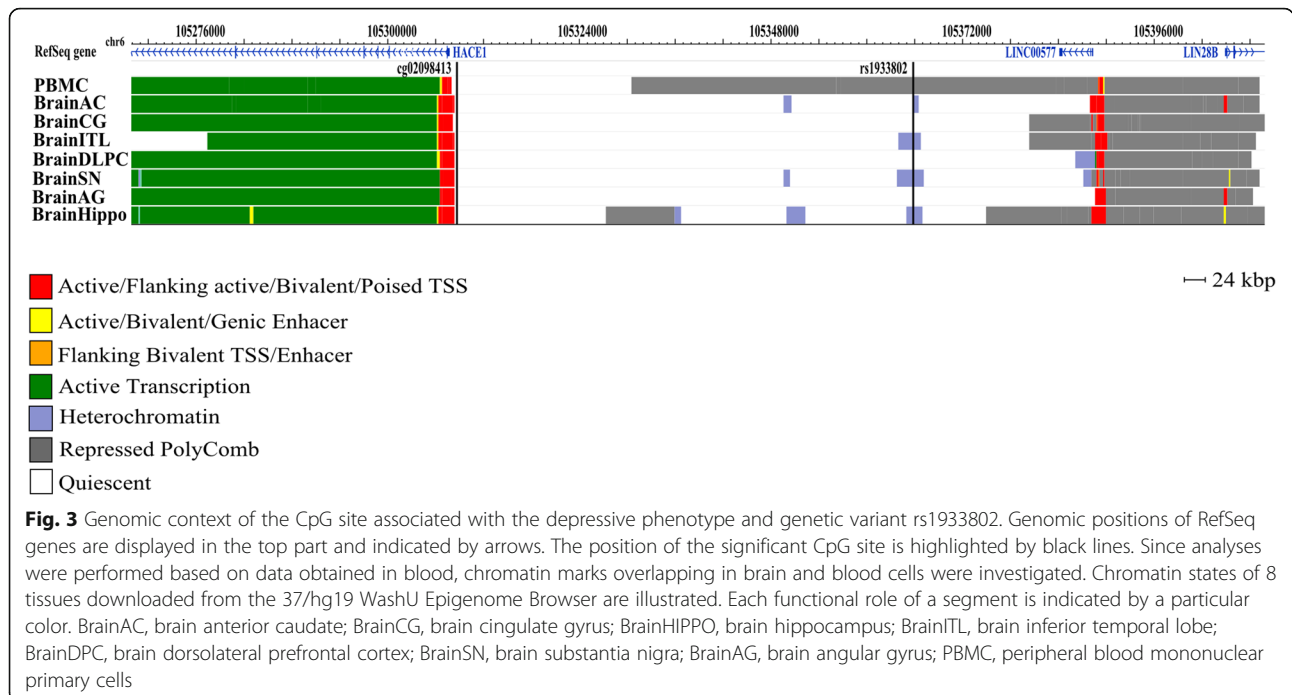 105276000 105300000 105324000 105348000 105372000 105396000
chr6
RefSeq gene HACE1 LINC00577 LIN28B
cg02098413 rs1933802
PBMC
BrainAC
BrainCG
BrainITL
BrainDLPC
BrainSN
BrainAG
BrainHippo
Active/Flanking active/Bivalent/Poised TSS
24 kbp
Active/Bivalent/Genic Enhacer
Flanking Bivalent TSS/Enhacer
Active Transcription
Heterochromatin
Repressed PolyComb
Quiescent
Fig. 3 Genomic context of the CpG site associated with the depressive phenotype and genetic variant rs1933802. Genomic positions of RefSeq
genes are displayed in the top part and indicated by arrows. The position of the significant CpG site is highlighted by black lines. Since analyses
were performed based on data obtained in blood, chromatin marks overlapping in brain and blood cells were investigated. Chromatin states of 8
tissues downloaded from the 37/hg19 WashU Epigenome Browser are illustrated. Each functional role of a segment is indicated by a particular
color. BrainAC, brain anterior caudate; BrainCG, brain cingulate gyrus; BrainHIPPO, brain hippocampus; BrainITL, brain inferior temporal lobe;
BrainDPC, brain dorsolateral prefrontal cortex; BrainSN, brain substantia nigra; BrainAG, brain angular gyrus; PBMC, peripheral blood mononuclear
primary cells